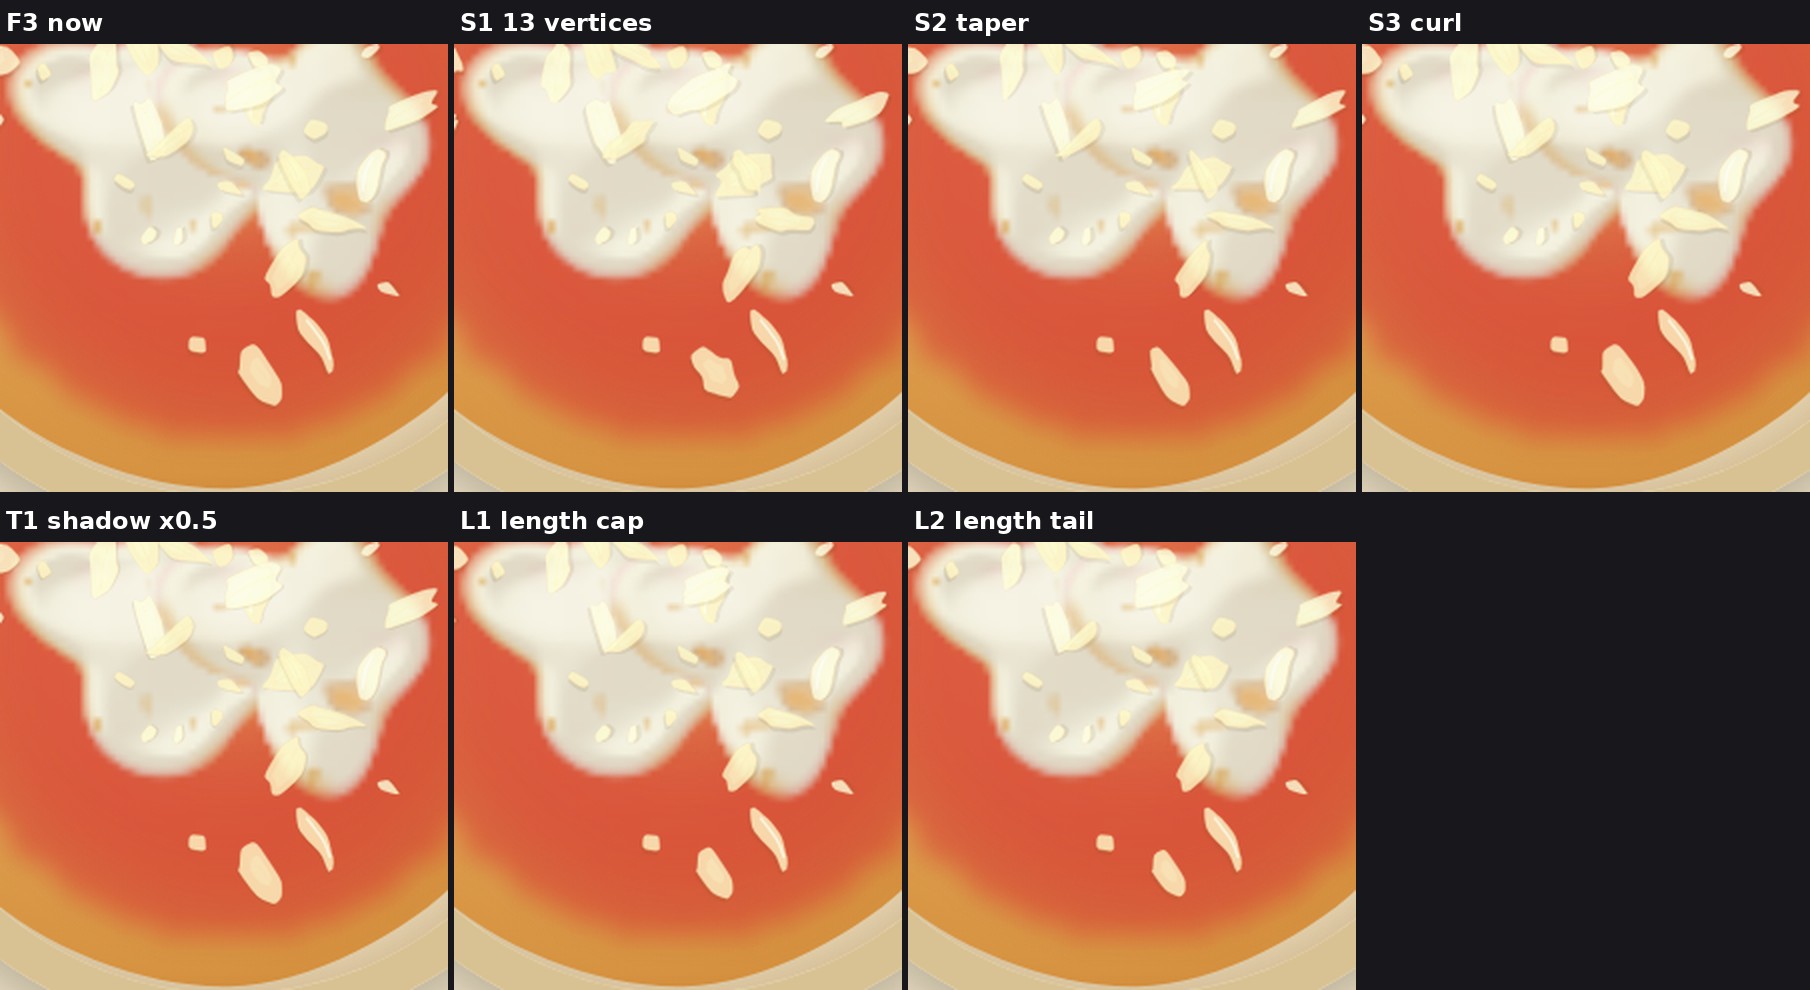 F3 now
S1 13 vertices
S2 taper
S3 curl
T1 shadow x0.5
L1 length cap
L2 length tail